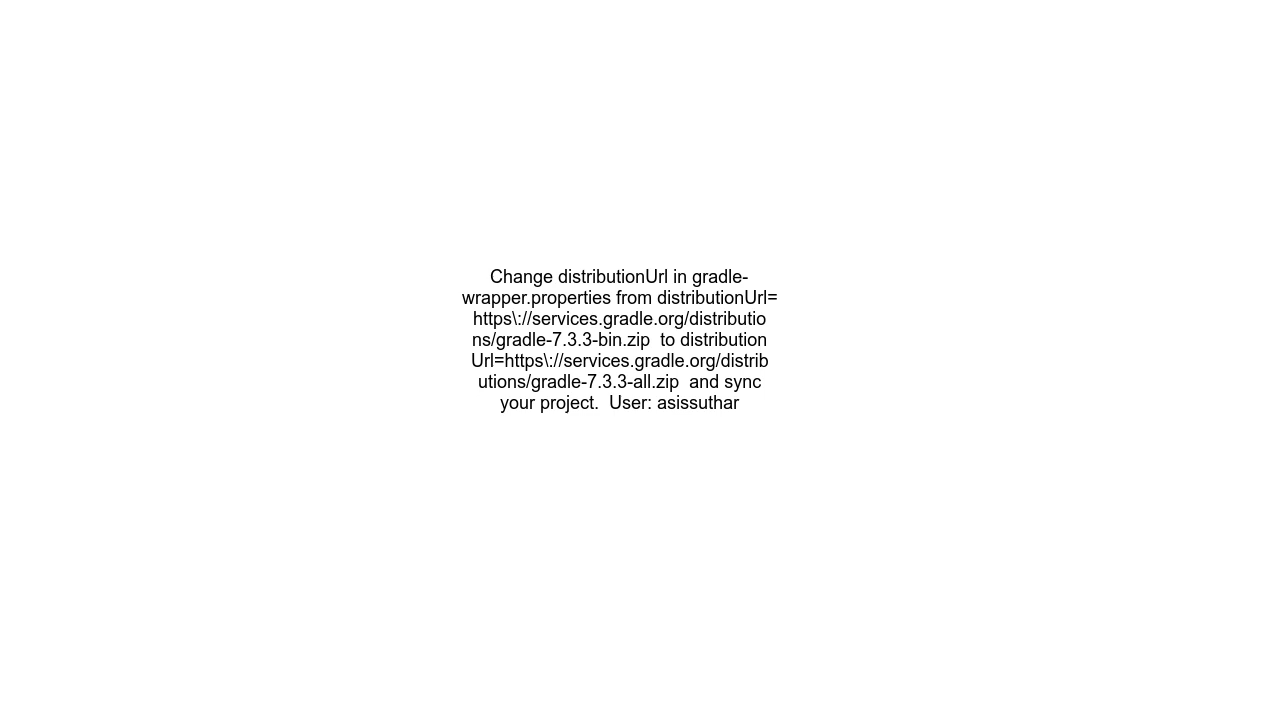 Change distributionUrl in gradle-
wrapper.properties from distributionUrl=
https\://services.gradle.org/distributio
ns/gradle-7.3.3-bin.zip  to distribution
Url=https\://services.gradle.org/distrib
utions/gradle-7.3.3-all.zip  and sync
your project.  User: asissuthar